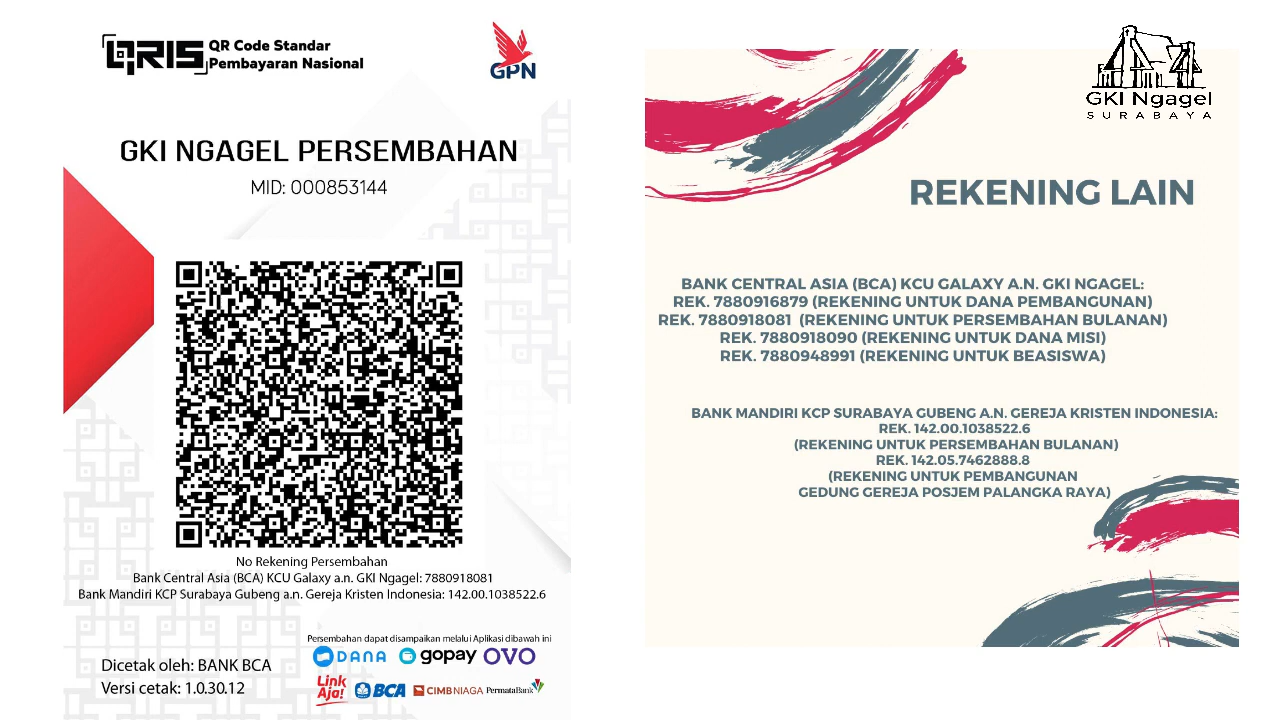 QRIS
QR Code Standar
Pembayaran Nasional
GPN
GKI NGAGEL PERSEMBAHAN
MID: 000853144
No Rekening Persembahan
Bank Central Asia (BCA) KCU Galaxy a.n. GKI Ngagel: 7880918081
Bank Mandiri KCP Surabaya Gubeng a.n. Gereja Kristen Indonesia: 142.00.1038522.6
Persembahan dapat disampaikan melalui Aplikasi dibawah ini
DANA gopay OVO
Link Aja! BCA CIMB NIAGA PermataBank
Dicetak oleh: BANK BCA
Versi cetak: 1.0.30.12
GKI Ngagel
SURABAYA
REKENING LAIN
BANK CENTRAL ASIA (BCA) KCU GALAXY A.N. GKI NGAGEL:
REK. 7880916879 (REKENING UNTUK DANA PEMBANGUNAN)
REK. 7880918081 (REKENING UNTUK PERSEMBAHAN BULANAN)
REK. 7880918090 (REKENING UNTUK DANA MISI)
REK. 7880948991 (REKENING UNTUK BEASISWA)
BANK MANDIRI KCP SURABAYA GUBENG A.N. GEREJA KRISTEN INDONESIA:
REK. 142.00.1038522.6
(REKENING UNTUK PERSEMBAHAN BULANAN)
REK. 142.05.7462888.8
(REKENING UNTUK PEMBANGUNAN
GEDUNG GEREJA POSJEM PALANGKA RAYA)